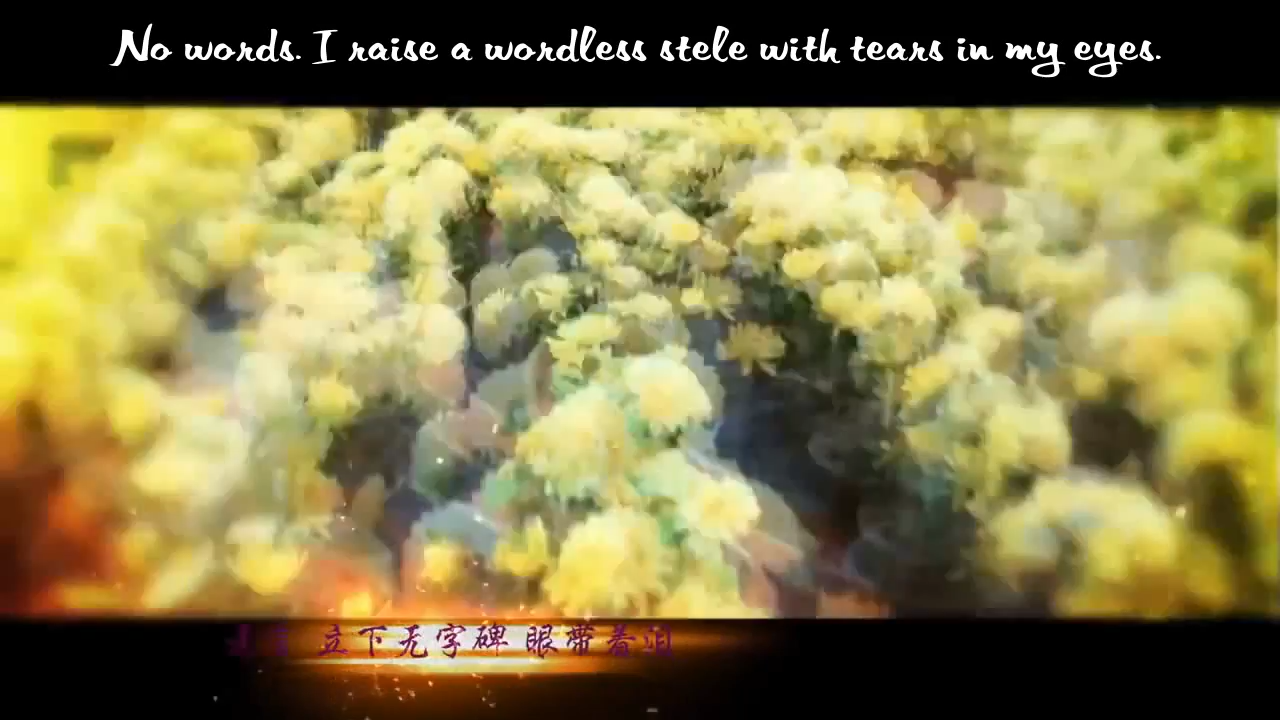 No words. I raise a wordless stele with tears in my eyes.
立下无字碑 眼带着泪